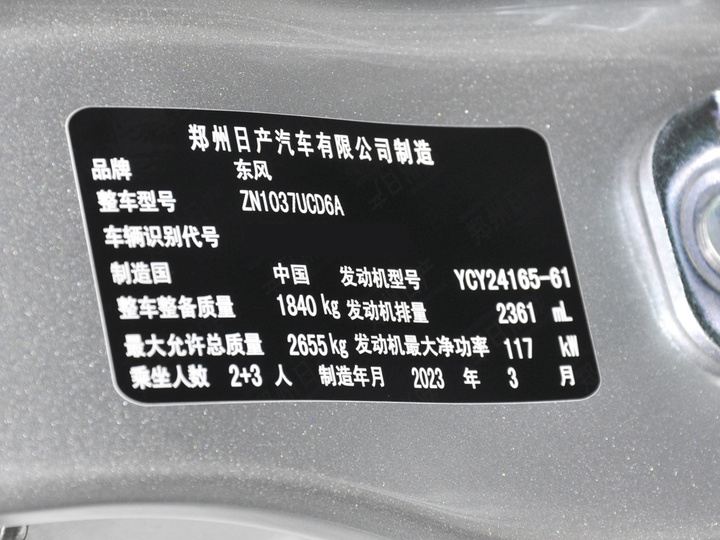 郑州日产汽车有限公司制造
品牌 东风
整车型号 ZN1037UCD6A
车辆识别代号
制造国 中国 发动机型号 YCY24165-61
整车整备质量 1840 kg 发动机排量 2361 mL
最大允许总质量 2655 kg 发动机最大净功率 117 kW
乘坐人数 2+3 人 制造年月 2023 年 3 月